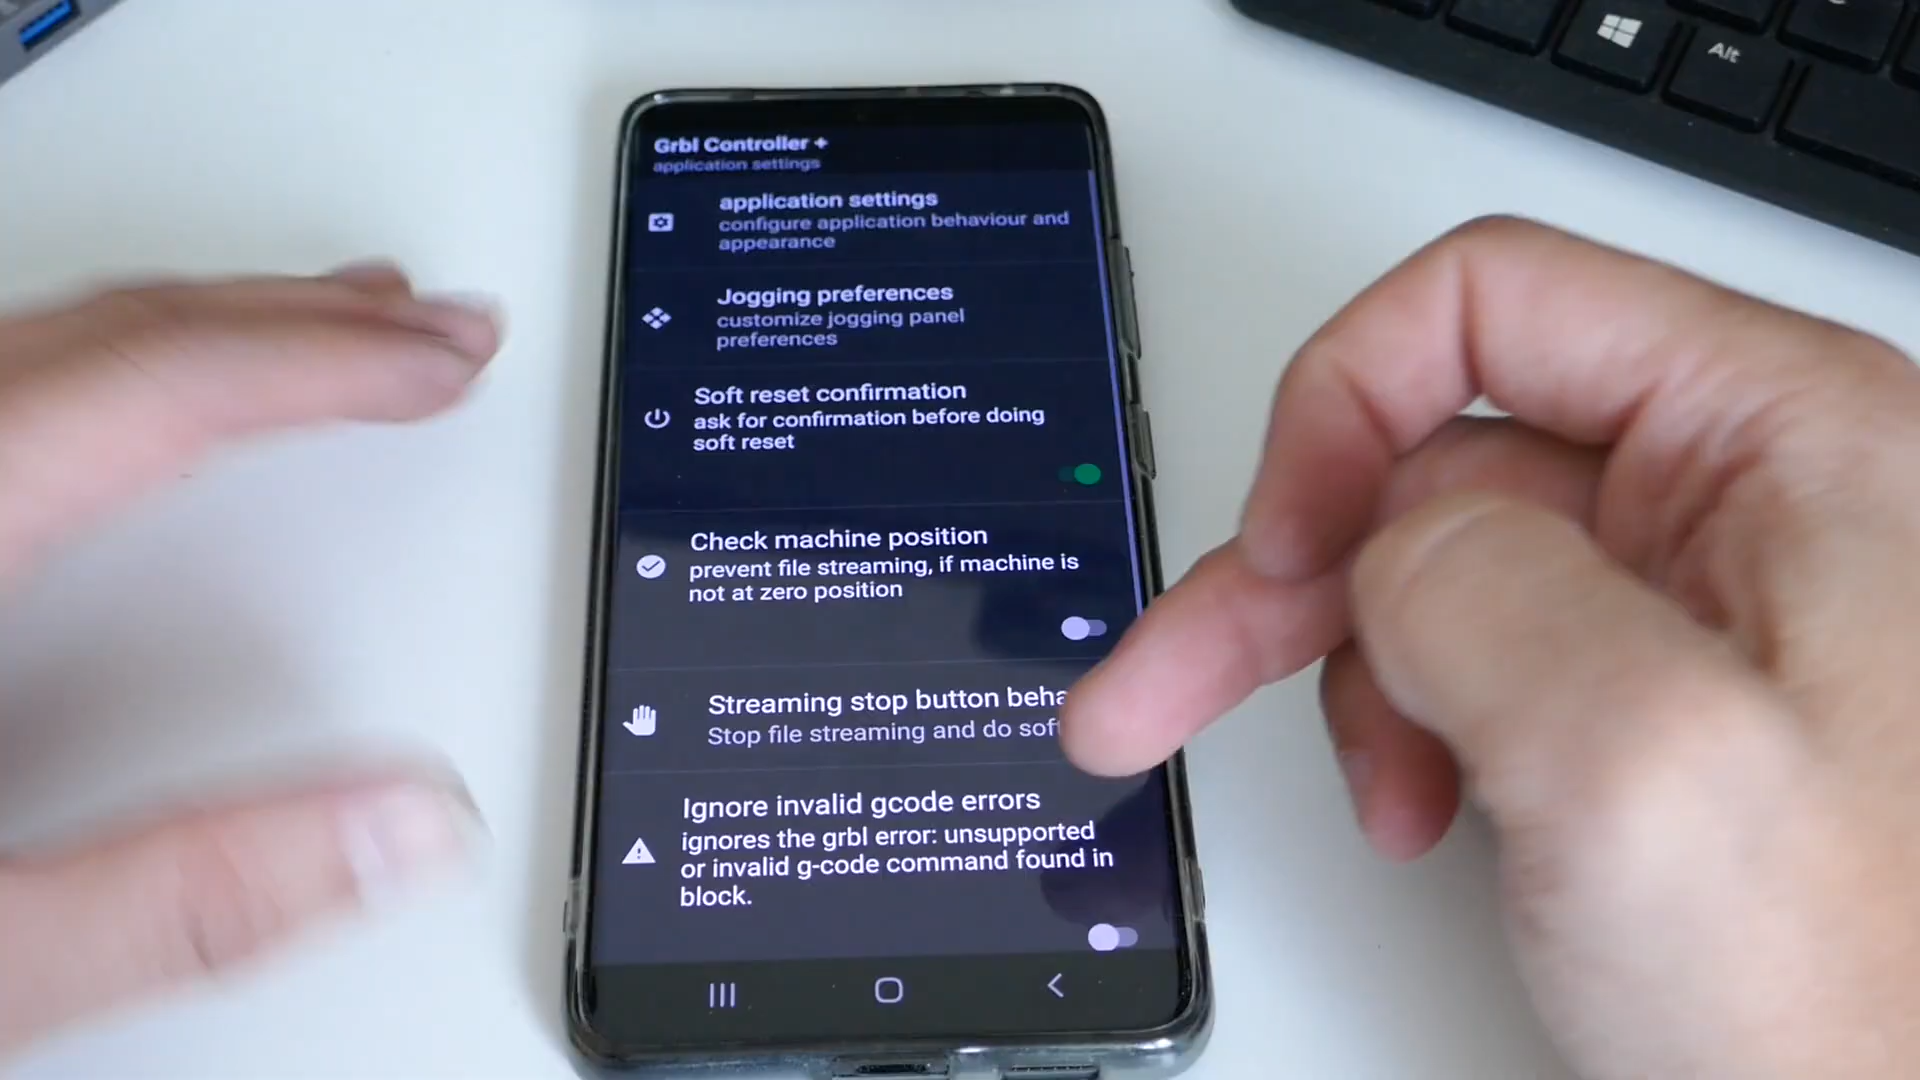 Alt
Grbl Controller +
application settings
application settings
configure application behaviour and
appearance
Jogging preferences
customize jogging panel
preferences
Soft reset confirmation
ask for confirmation before doing
soft reset
Check machine position
prevent file streaming, if machine is
not at zero position
Streaming stop button beha
Stop file streaming and do sof
Ignore invalid gcode errors
ignores the grbl error: unsupported
or invalid g-code command found in
block.